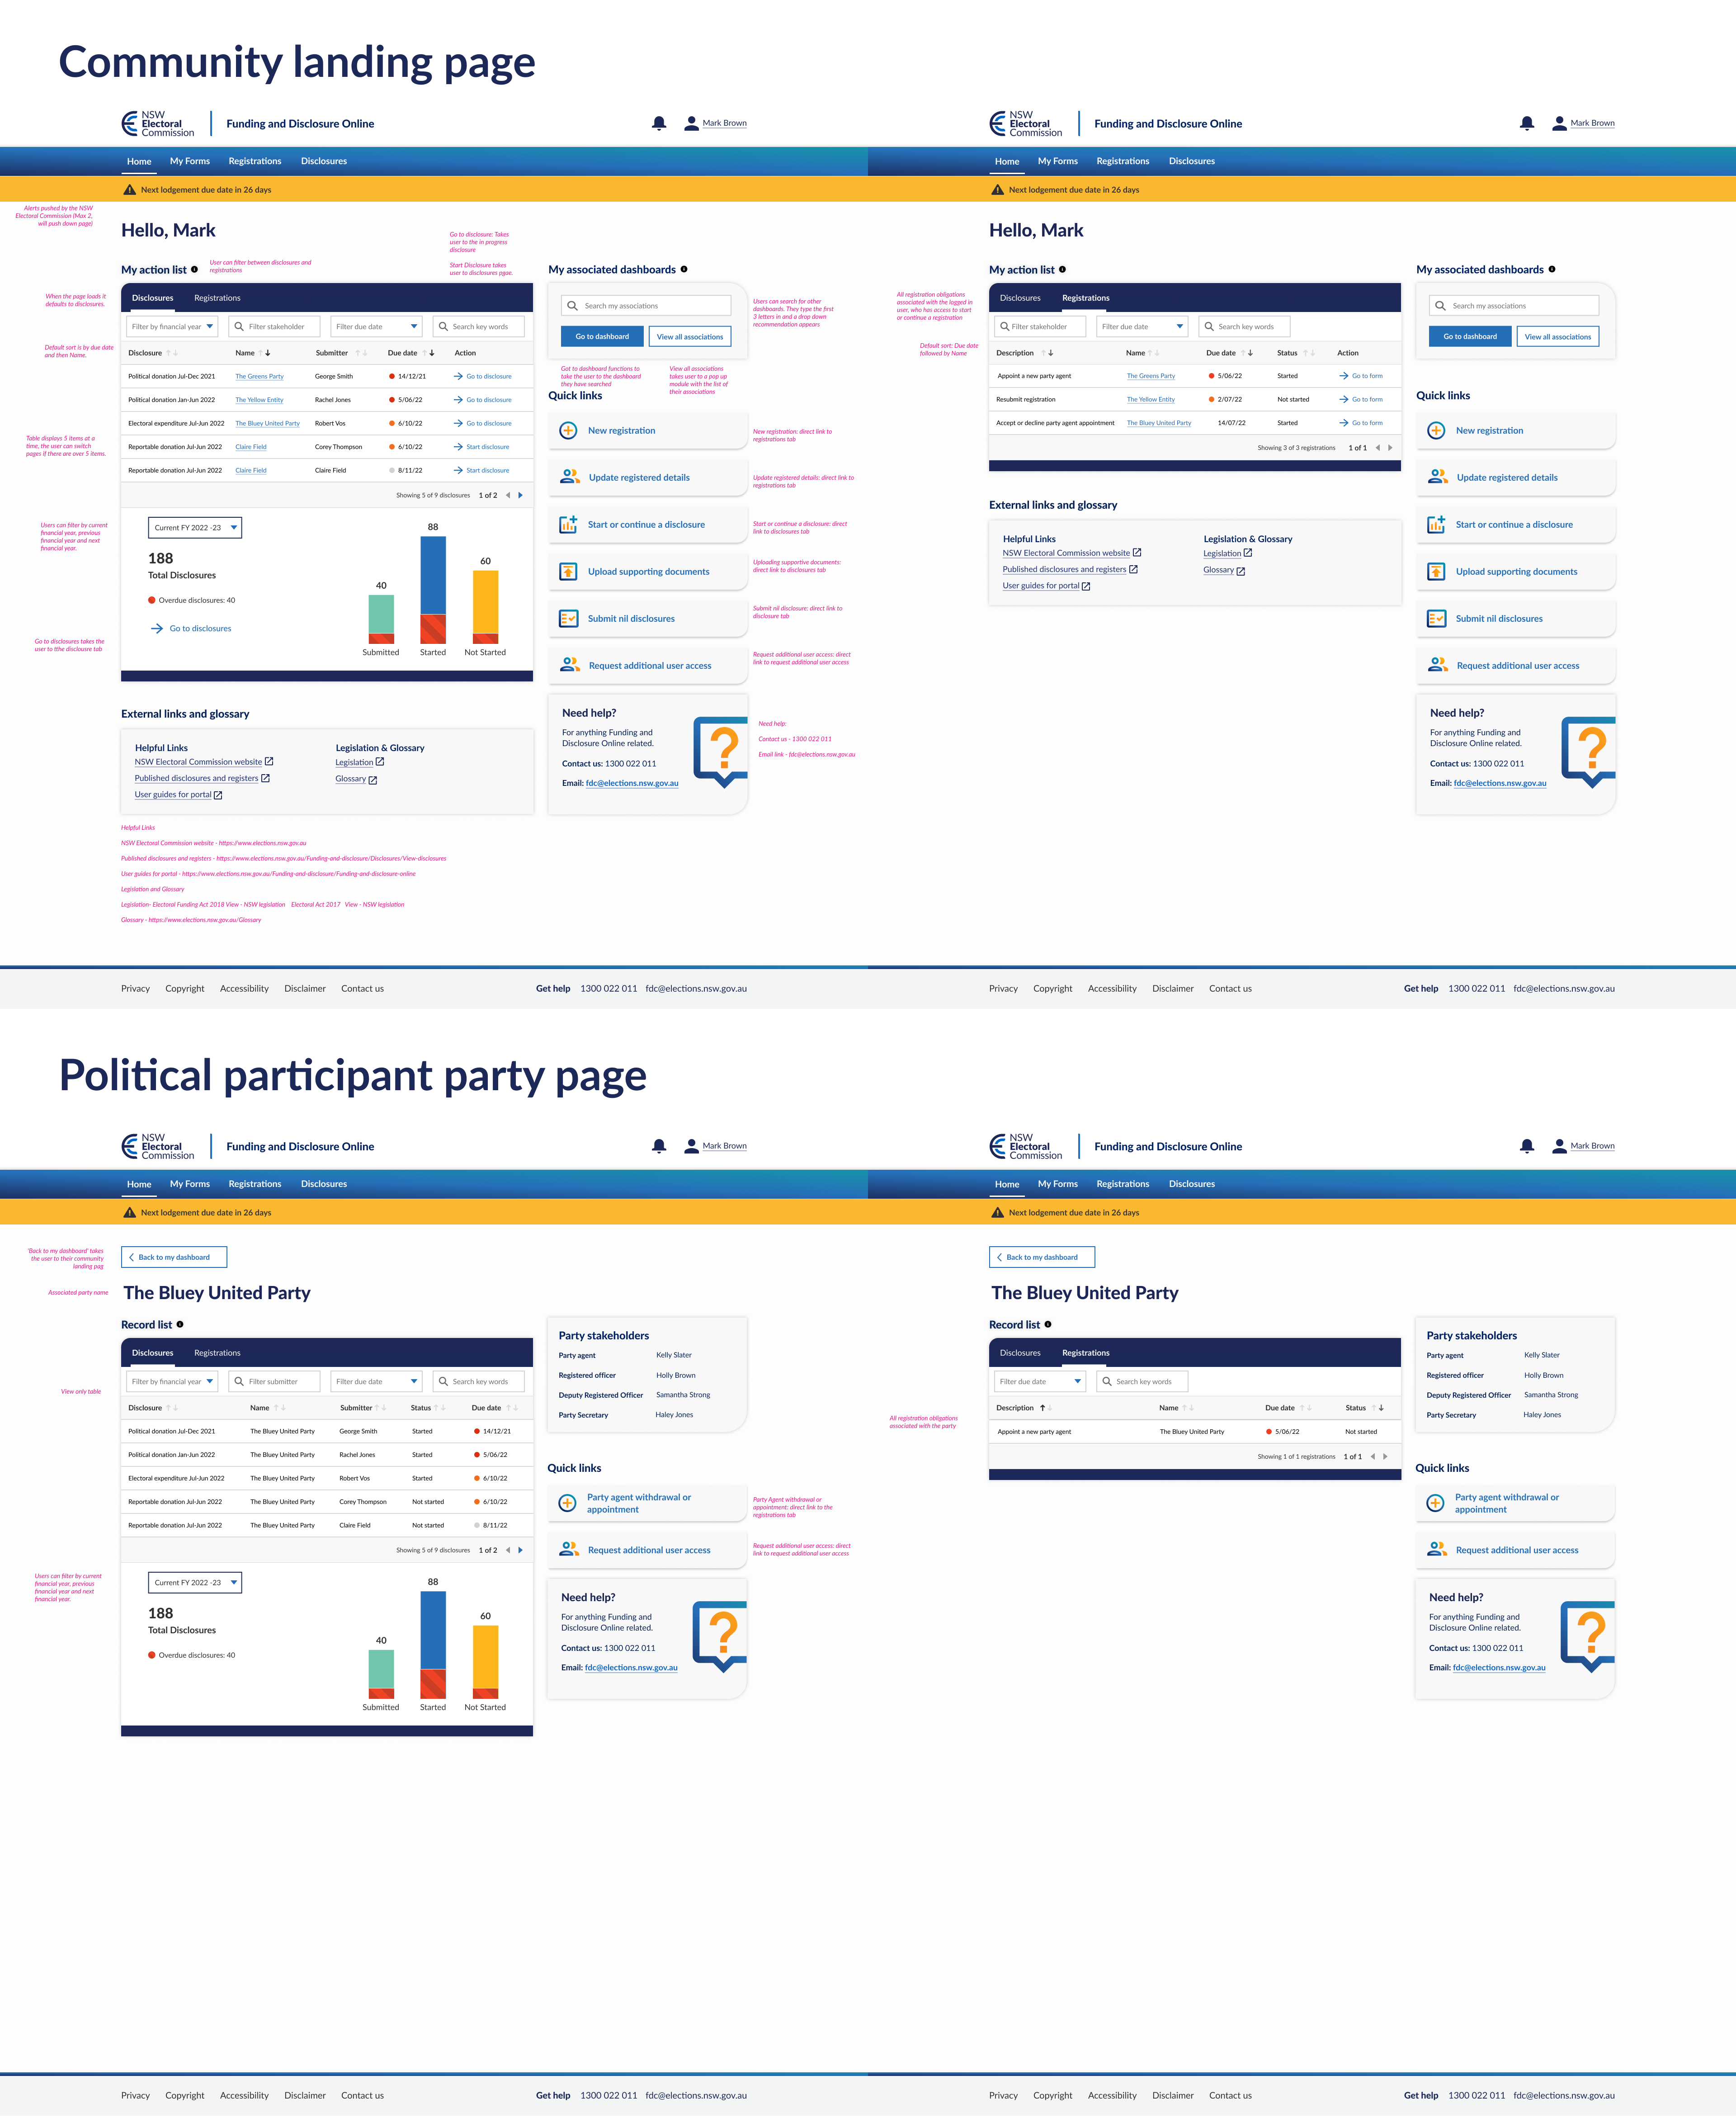 Community landing page
NSW
Electoral
Commission
Funding and Disclosure Online
Mark Brown
Home My Forms Registrations Disclosures
Next lodgement due date in 26 days
Alerts pushed by the NSW
Electoral Commission (Max 2,
will push down page)
Hello, Mark
Go to disclosure: Takes
user to the in progress
disclosure
Start Disclosure takes
user to disclosures pgae.
My action list
User can filter between disclosures and
registrations
When the page loads it
defaults to disclosures.
Disclosures Registrations
Filter by financial year Filter stakeholder Filter due date Search key words
Default sort is by due date
and then Name.
Disclosure Name Submitter Due date Action
Political donation Jul-Dec 2021 The Greens Party George Smith 14/12/21 Go to disclosure
Political donation Jan-Jun 2022 The Yellow Entity Rachel Jones 5/06/22 Go to disclosure
Electoral expenditure Jul-Jun 2022 The Bluey United Party Robert Vos 6/10/22 Go to disclosure
Reportable donation Jul-Jun 2022 Claire Field Corey Thompson 6/10/22 Start disclosure
Reportable donation Jul-Jun 2022 Claire Field Claire Field 8/11/22 Start disclosure
Table displays 5 items at a
time, the user can switch
pages if there are over 5 items.
Showing 5 of 9 disclosures 1 of 2
Users can filter by current
financial year, previous
financial year and next
financial year.
Current FY 2022 -23
188
Total Disclosures
Overdue disclosures: 40
Go to disclosures
Go to disclosures takes the
user to tthe disclousre tab
40
88
60
Submitted Started Not Started
My associated dashboards
Search my associations
Go to dashboard View all associations
Users can search for other
dashboards. They type the first
3 letters in and a drop down
recommendation appears
Got to dashboard functions to
take the user to the dashboard
they have searched
View all associations
takes user to a pop up
module with the list of
their associations
Quick links
New registration
New registration: direct link to
registrations tab
Update registered details
Update registered details: direct link to
registrations tab
Start or continue a disclosure
Start or continue a disclosure: direct
link to disclosures tab
Upload supporting documents
Uploading supportive documents:
direct link to disclosures tab
Submit nil disclosures
Submit nil disclosure: direct link to
disclosure tab
Request additional user access
Request additional user access: direct
link to request additional user access
Need help?
For anything Funding and
Disclosure Online related.
Contact us: 1300 022 011
Email: fdc@elections.nsw.gov.au
Need help:
Contact us - 1300 022 011
Email link - fdc@elections.nsw.gov.au
External links and glossary
Helpful Links Legislation & Glossary
NSW Electoral Commission website Legislation
Published disclosures and registers Glossary
User guides for portal
Helpful Links
NSW Electoral Commission website - https://www.elections.nsw.gov.au
Published disclosures and registers - https://www.elections.nsw.gov.au/Funding-and-disclosure/Disclosures/View-disclosures
User guides for portal - https://www.elections.nsw.gov.au/Funding-and-disclosure/Funding-and-disclosure-online
Legislation and Glossary
Legislation- Electoral Funding Act 2018 View - NSW legislation Electoral Act 2017 View - NSW legislation
Glossary - https://www.elections.nsw.gov.au/Glossary
Privacy Copyright Accessibility Disclaimer Contact us
Get help 1300 022 011 fdc@elections.nsw.gov.au
NSW
Electoral
Commission
Funding and Disclosure Online
Mark Brown
Home My Forms Registrations Disclosures
Next lodgement due date in 26 days
Hello, Mark
My action list
All registration obligations
associated with the logged in
user, who has access to start
or continue a registration
Disclosures Registrations
Filter stakeholder Filter due date Search key words
Default sort: Due date
followed by Name
Description Name Due date Status Action
Appoint a new party agent The Greens Party 5/06/22 Started Go to form
Resubmit registration The Yellow Entity 2/07/22 Not started Go to form
Accept or decline party agent appointment The Bluey United Party 14/07/22 Started Go to form
Showing 3 of 3 registrations 1 of 1
External links and glossary
Helpful Links Legislation & Glossary
NSW Electoral Commission website Legislation
Published disclosures and registers Glossary
User guides for portal
My associated dashboards
Search my associations
Go to dashboard View all associations
Quick links
New registration
Update registered details
Start or continue a disclosure
Upload supporting documents
Submit nil disclosures
Request additional user access
Need help?
For anything Funding and
Disclosure Online related.
Contact us: 1300 022 011
Email: fdc@elections.nsw.gov.au
Privacy Copyright Accessibility Disclaimer Contact us
Get help 1300 022 011 fdc@elections.nsw.gov.au
Political participant party page
NSW
Electoral
Commission
Funding and Disclosure Online
Mark Brown
Home My Forms Registrations Disclosures
Next lodgement due date in 26 days
'Back to my dashboard' takes
the user to their community
landing pag
Back to my dashboard
Associated party name
The Bluey United Party
Record list
Disclosures Registrations
Filter by financial year Filter submitter Filter due date Search key words
View only table
Disclosure Name Submitter Status Due date
Political donation Jul-Dec 2021 The Bluey United Party George Smith Started 14/12/21
Political donation Jan-Jun 2022 The Bluey United Party Rachel Jones Started 5/06/22
Electoral expenditure Jul-Jun 2022 The Bluey United Party Robert Vos Started 6/10/22
Reportable donation Jul-Jun 2022 The Bluey United Party Corey Thompson Not started 6/10/22
Reportable donation Jul-Jun 2022 The Bluey United Party Claire Field Not started 8/11/22
Showing 5 of 9 disclosures 1 of 2
Users can filter by current
financial year, previous
financial year and next
financial year.
Current FY 2022 -23
188
Total Disclosures
Overdue disclosures: 40
40
88
60
Submitted Started Not Started
Party stakeholders
Party agent Kelly Slater
Registered officer Holly Brown
Deputy Registered Officer Samantha Strong
Party Secretary Haley Jones
Quick links
Party agent withdrawal or
appointment
Party Agent withdrawal or
appointment: direct link to the
registrations tab
Request additional user access
Request additional user access: direct
link to request additional user access
Need help?
For anything Funding and
Disclosure Online related.
Contact us: 1300 022 011
Email: fdc@elections.nsw.gov.au
Privacy Copyright Accessibility Disclaimer Contact us
Get help 1300 022 011 fdc@elections.nsw.gov.au
NSW
Electoral
Commission
Funding and Disclosure Online
Mark Brown
Home My Forms Registrations Disclosures
Next lodgement due date in 26 days
Back to my dashboard
The Bluey United Party
Record list
Disclosures Registrations
Filter due date Search key words
All registration obligations
associated with the party
Description Name Due date Status
Appoint a new party agent The Bluey United Party 5/06/22 Not started
Showing 1 of 1 registrations 1 of 1
Party stakeholders
Party agent Kelly Slater
Registered officer Holly Brown
Deputy Registered Officer Samantha Strong
Party Secretary Haley Jones
Quick links
Party agent withdrawal or
appointment
Request additional user access
Need help?
For anything Funding and
Disclosure Online related.
Contact us: 1300 022 011
Email: fdc@elections.nsw.gov.au
Privacy Copyright Accessibility Disclaimer Contact us
Get help 1300 022 011 fdc@elections.nsw.gov.au